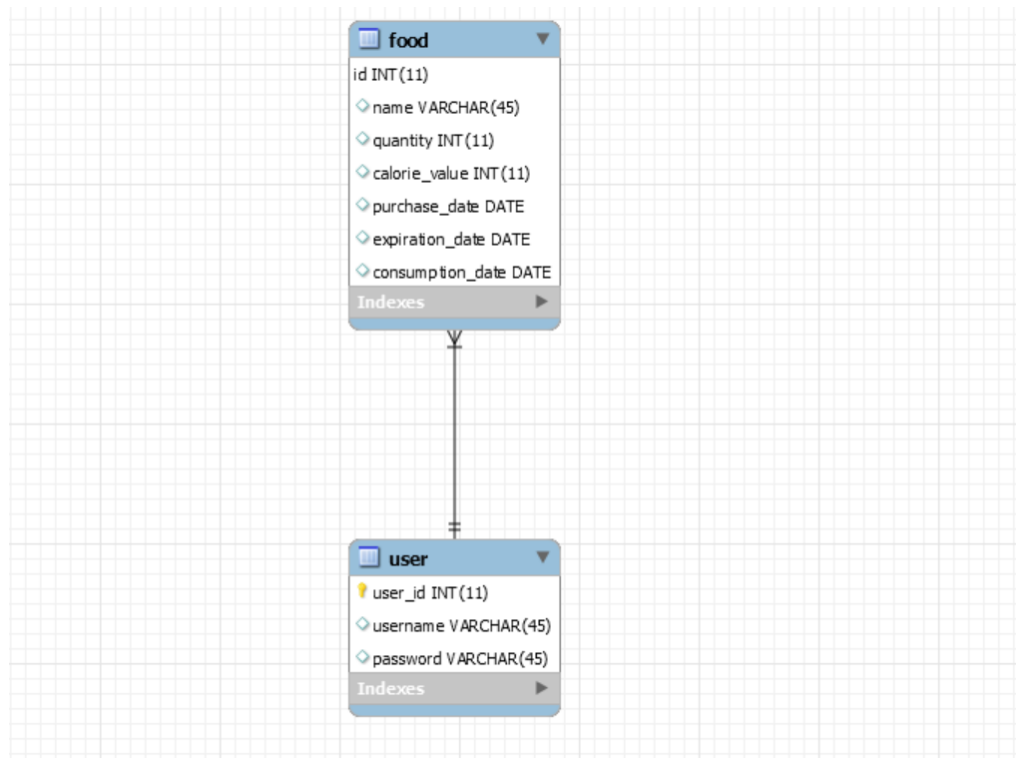 food
id INT(11)
name VARCHAR(45)
quantity INT(11)
calorie_value INT(11)
purchase_date DATE
expiration_date DATE
consumption_date DATE
Indexes
user
user_id INT(11)
username VARCHAR(45)
password VARCHAR(45)
Indexes